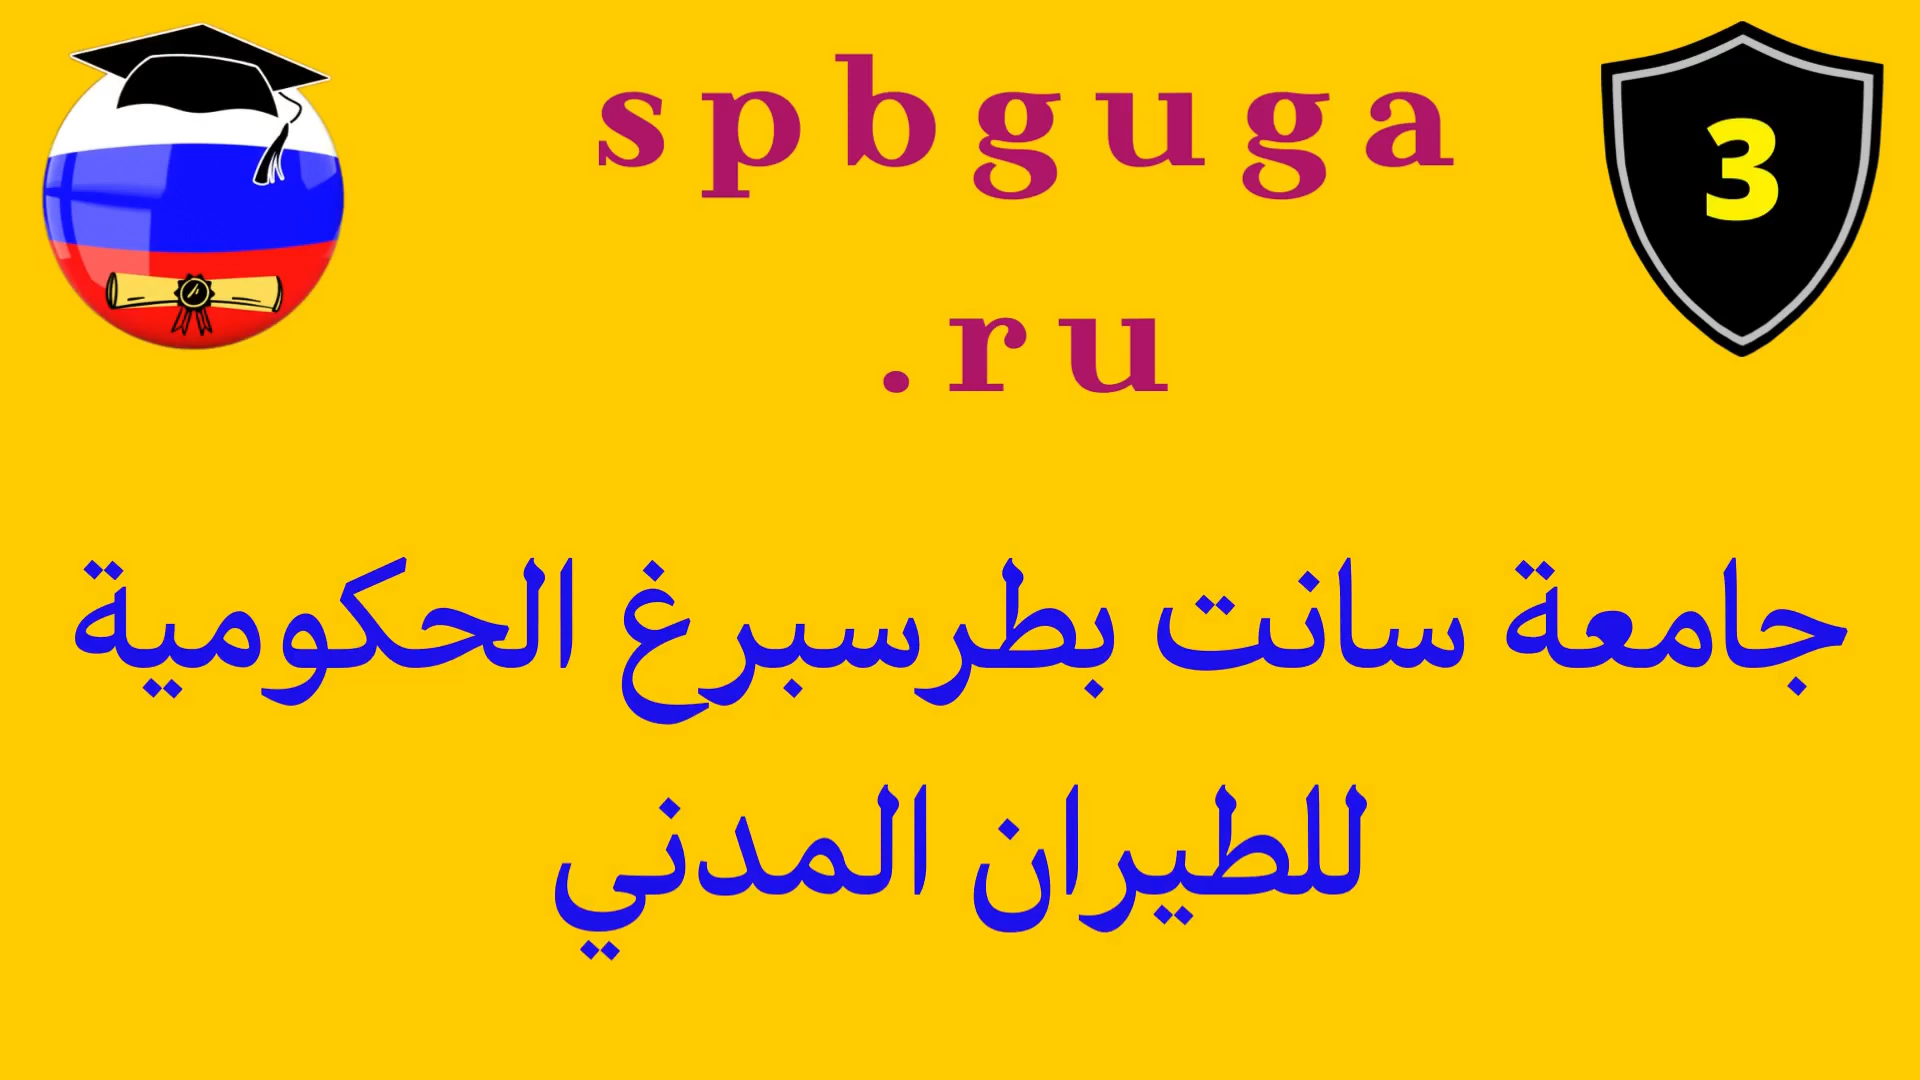 spbguga
3
.ru
جامعة سانت بطرسبرغ الحكومية
للطيران المدني